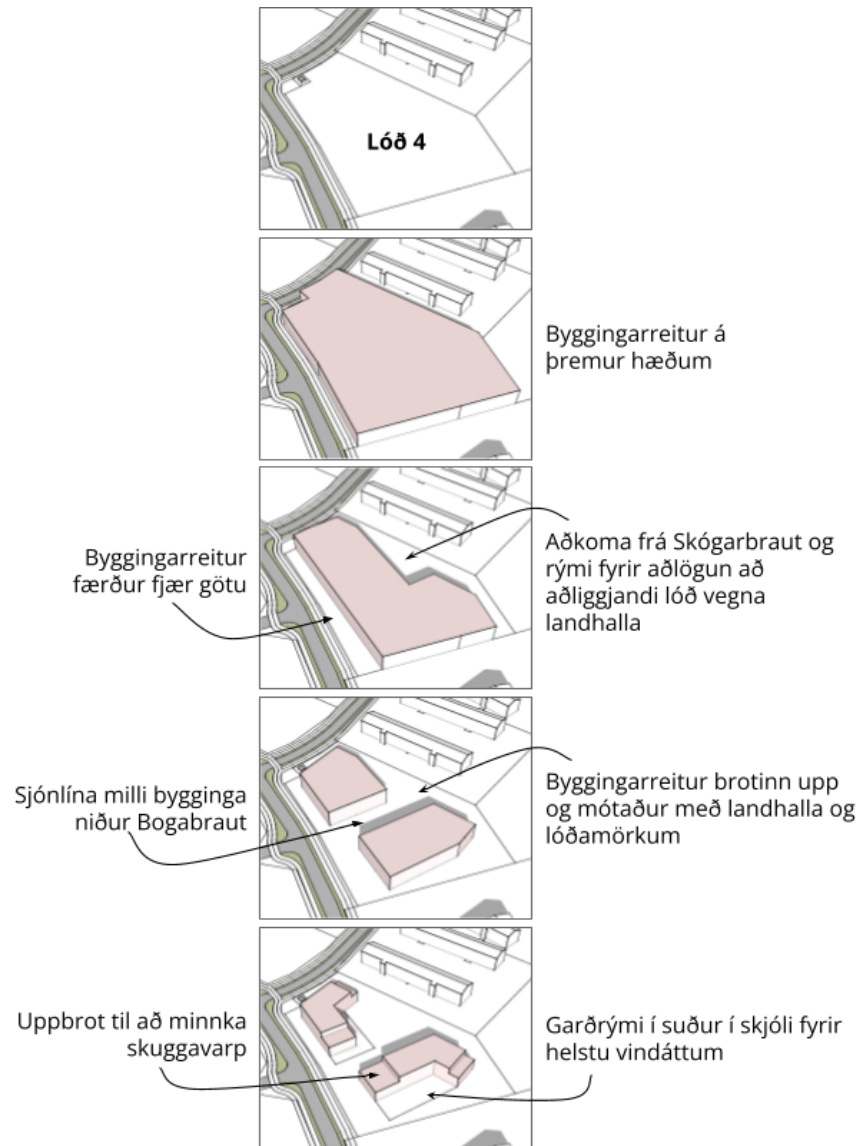 Lóð 4
Byggingarreitur á
þremur hæðum
Byggingarreitur
færður fjær götu
Aðkoma frá Skógarbraut og
rými fyrir aðlögun að
aðliggjandi lóð vegna
landhalla
Sjónlína milli bygginga
niður Bogabraut
Byggingarreitur brotinn upp
og mótaður með landhalla og
lóðamörkum
Uppbrot til að minnka
skuggavarp
Garðrými í suður í skjóli fyrir
helstu vindáttum